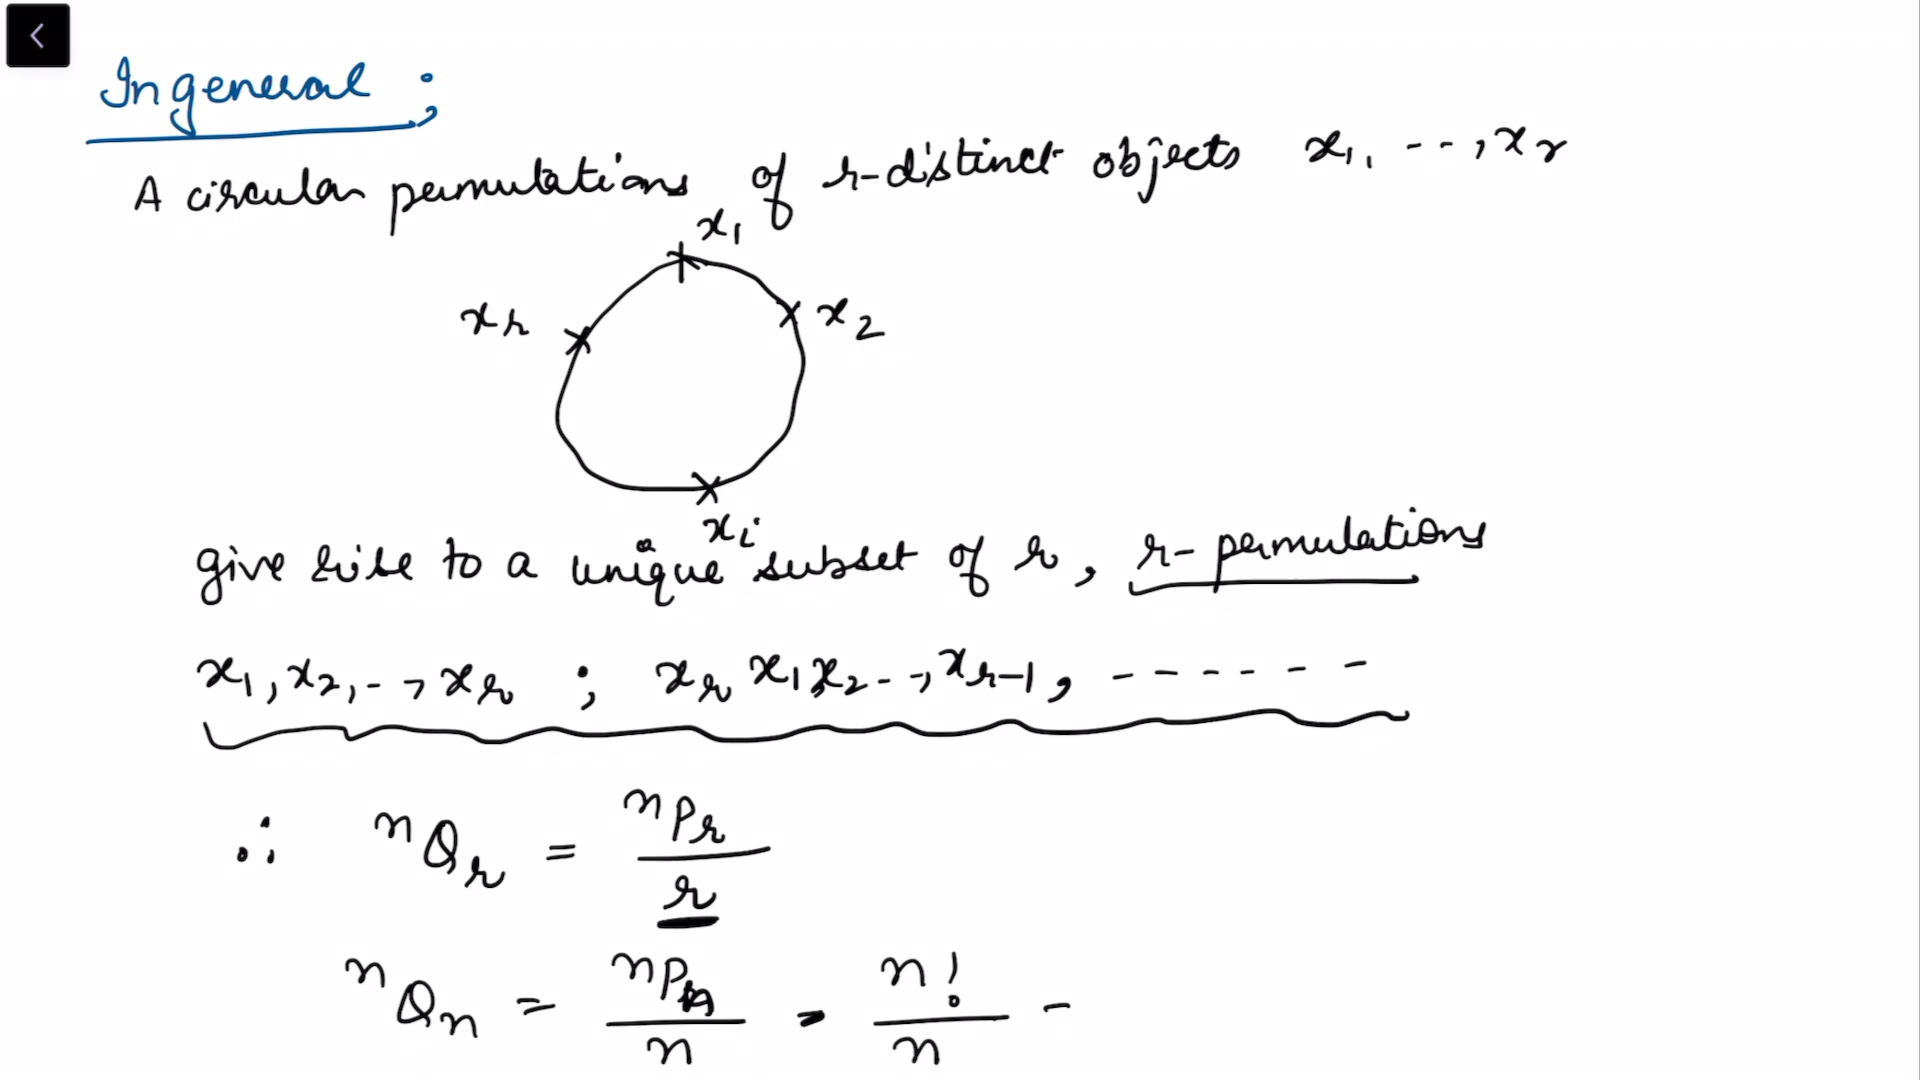 In general :,
A circular permutations of r-distinct objects x₁, ---, xᵣ
x₁
xᵣ x₂
xᵢ
give rise to a unique subset of r, r-permutations
x₁, x₂, - , xᵣ ; xᵣ x₁ x₂ - -, xᵣ₋₁, - - - - - -
∴ ⁿQᵣ = ⁿPᵣ / r
ⁿQₙ = ⁿPₙ / n = n! / n -